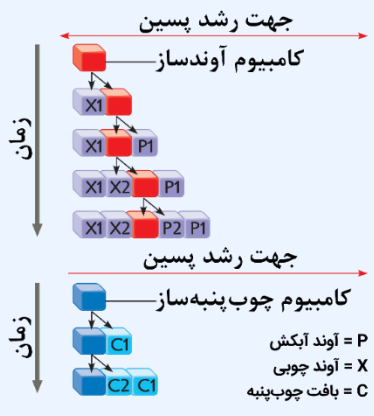 جهت رشد پسین
کامبیوم آوندساز
زمان
X1
X1 P1
X1 X2 P1
X1 X2 P2 P1
جهت رشد پسین
کامبیوم چوب‌پنبه‌ساز
زمان
C1
C2 C1
P = آوند آبکش
X = آوند چوبی
C = بافت چوب‌پنبه